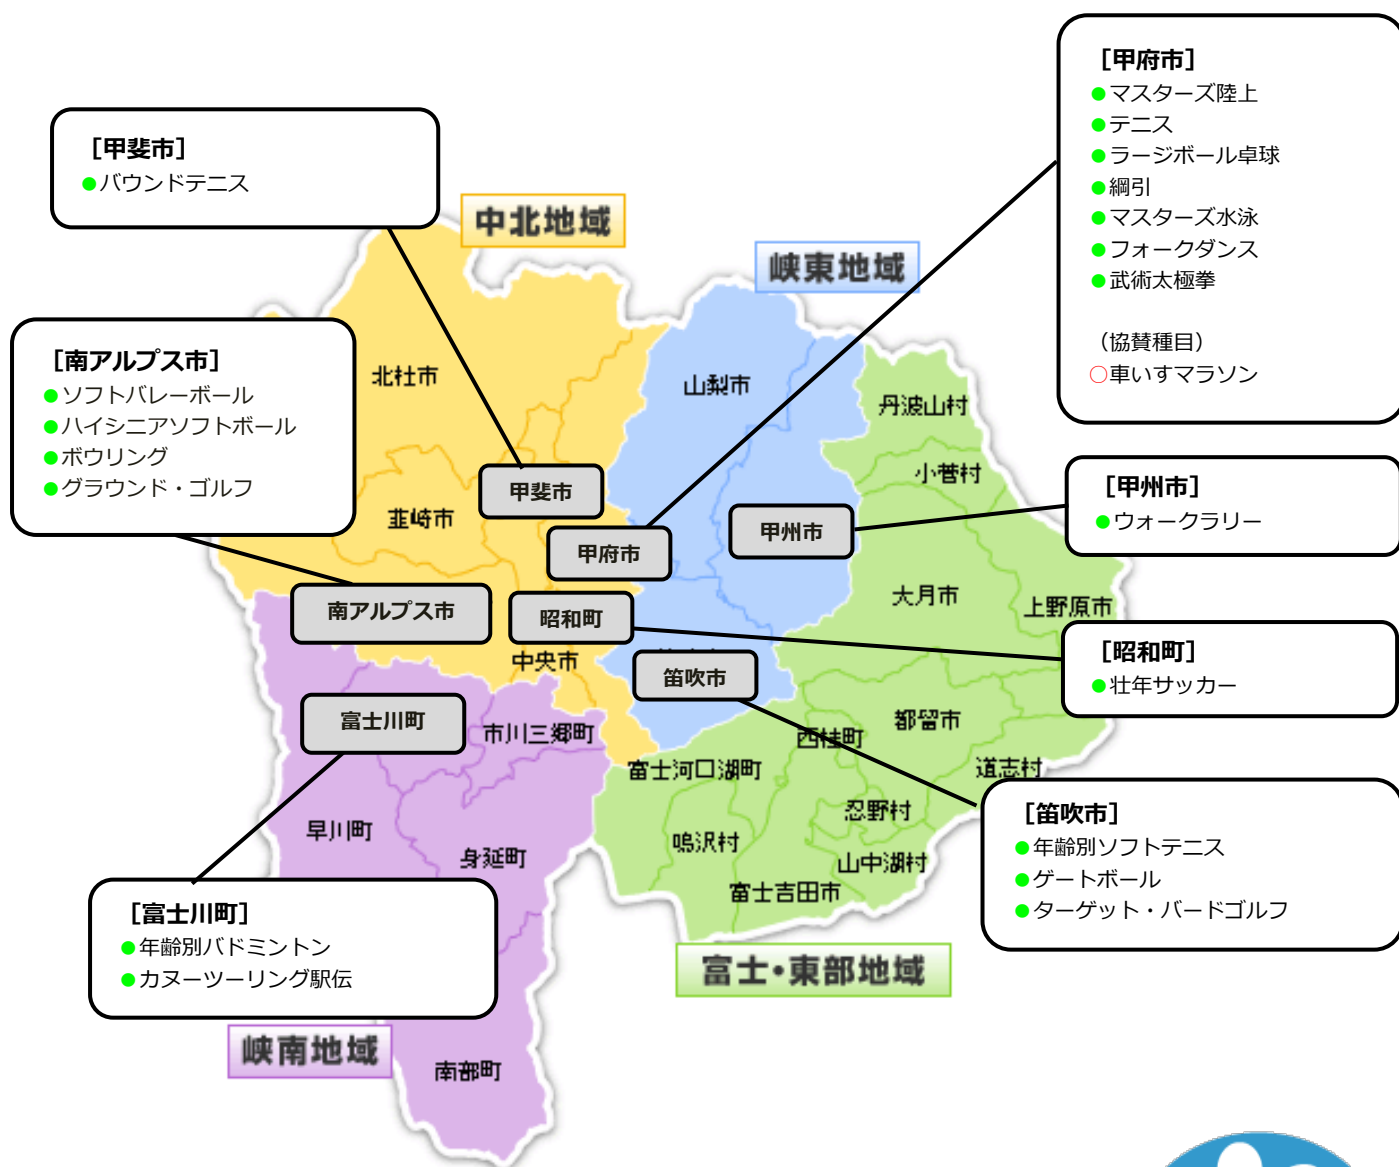 [甲府市]
●マスターズ陸上
●テニス
●ラージボール卓球
●綱引
●マスターズ水泳
●フォークダンス
●武術太極拳
（協賛種目）
○車いすマラソン
[甲斐市]
●バウンドテニス
中北地域
峡東地域
[南アルプス市]
●ソフトバレーボール
●ハイシニアソフトボール
●ボウリング
●グラウンド・ゴルフ
北杜市
山梨市
丹波山村
小菅村
[甲州市]
●ウォークラリー
甲斐市
韮崎市
甲府市
甲州市
大月市
上野原市
南アルプス市
昭和町
中央市
笛吹市
[昭和町]
●壮年サッカー
富士川町
市川三郷町
西桂町
都留市
富士河口湖町
道志村
早川町
身延町
鳴沢村
忍野村
山中湖村
富士吉田市
[笛吹市]
●年齢別ソフトテニス
●ゲートボール
●ターゲット・バードゴルフ
[富士川町]
●年齢別バドミントン
●カヌーツーリング駅伝
富士・東部地域
峡南地域
南部町